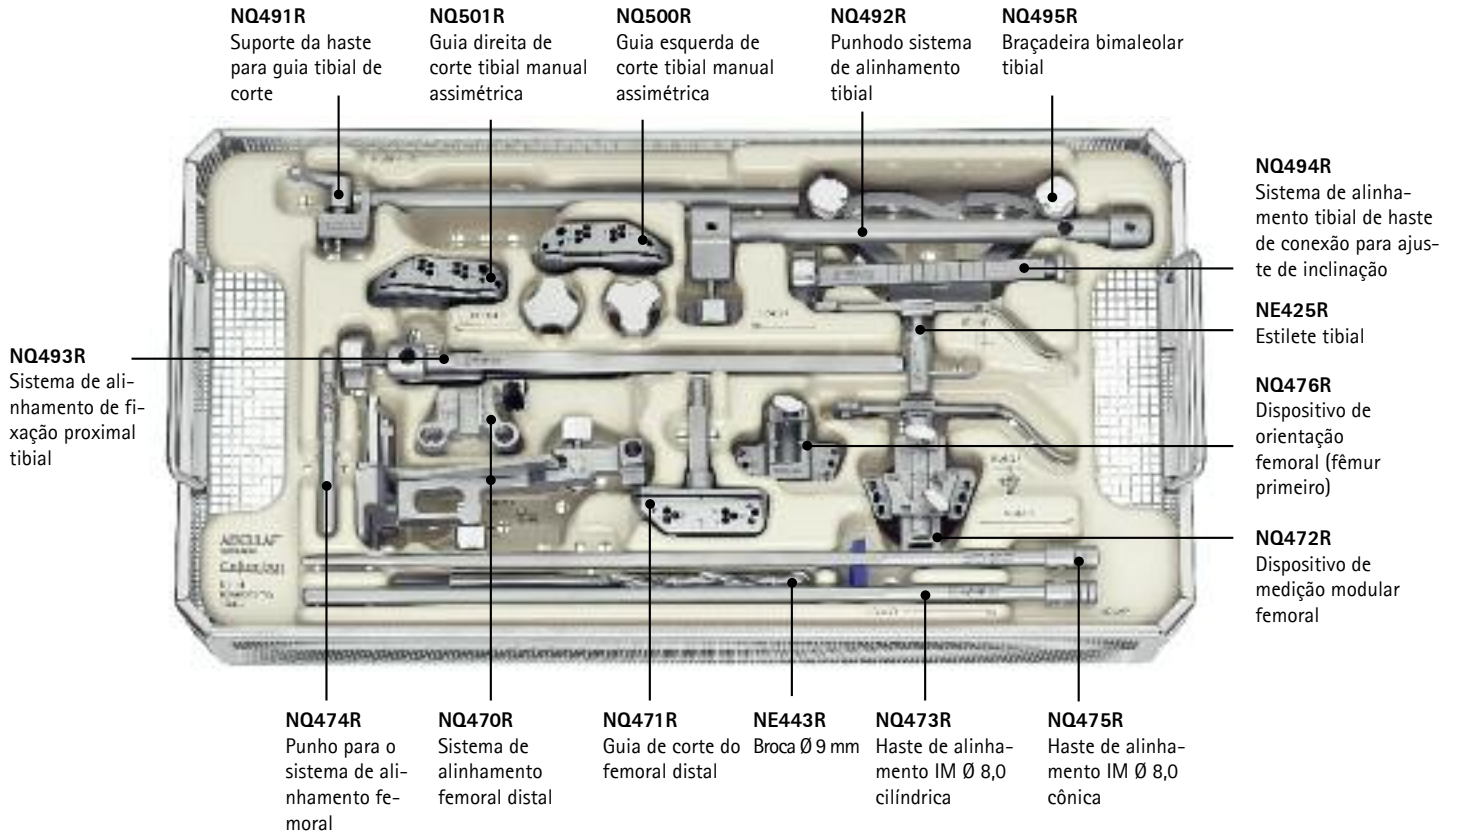 NQ491R
Suporte da haste
para guia tibial de
corte
NQ501R
Guia direita de
corte tibial manual
assimétrica
NQ500R
Guia esquerda de
corte tibial manual
assimétrica
NQ492R
Punhodo sistema
de alinhamento
tibial
NQ495R
Braçadeira bimaleolar
tibial
NQ494R
Sistema de alinha-
mento tibial de haste
de conexão para ajus-
te de inclinação
NE425R
Estilete tibial
NQ493R
Sistema de ali-
nhamento de fi-
xação proximal
tibial
NQ476R
Dispositivo de
orientação
femoral (fêmur
primeiro)
NQ472R
Dispositivo de
medição modular
femoral
NQ474R
Punho para o
sistema de ali-
nhamento fe-
moral
NQ470R
Sistema de
alinhamento
femoral distal
NQ471R
Guia de corte do
femoral distal
NE443R
Broca Ø 9 mm
NQ473R
Haste de alinha-
mento IM Ø 8,0
cilíndrica
NQ475R
Haste de alinha-
mento IM Ø 8,0
cônica